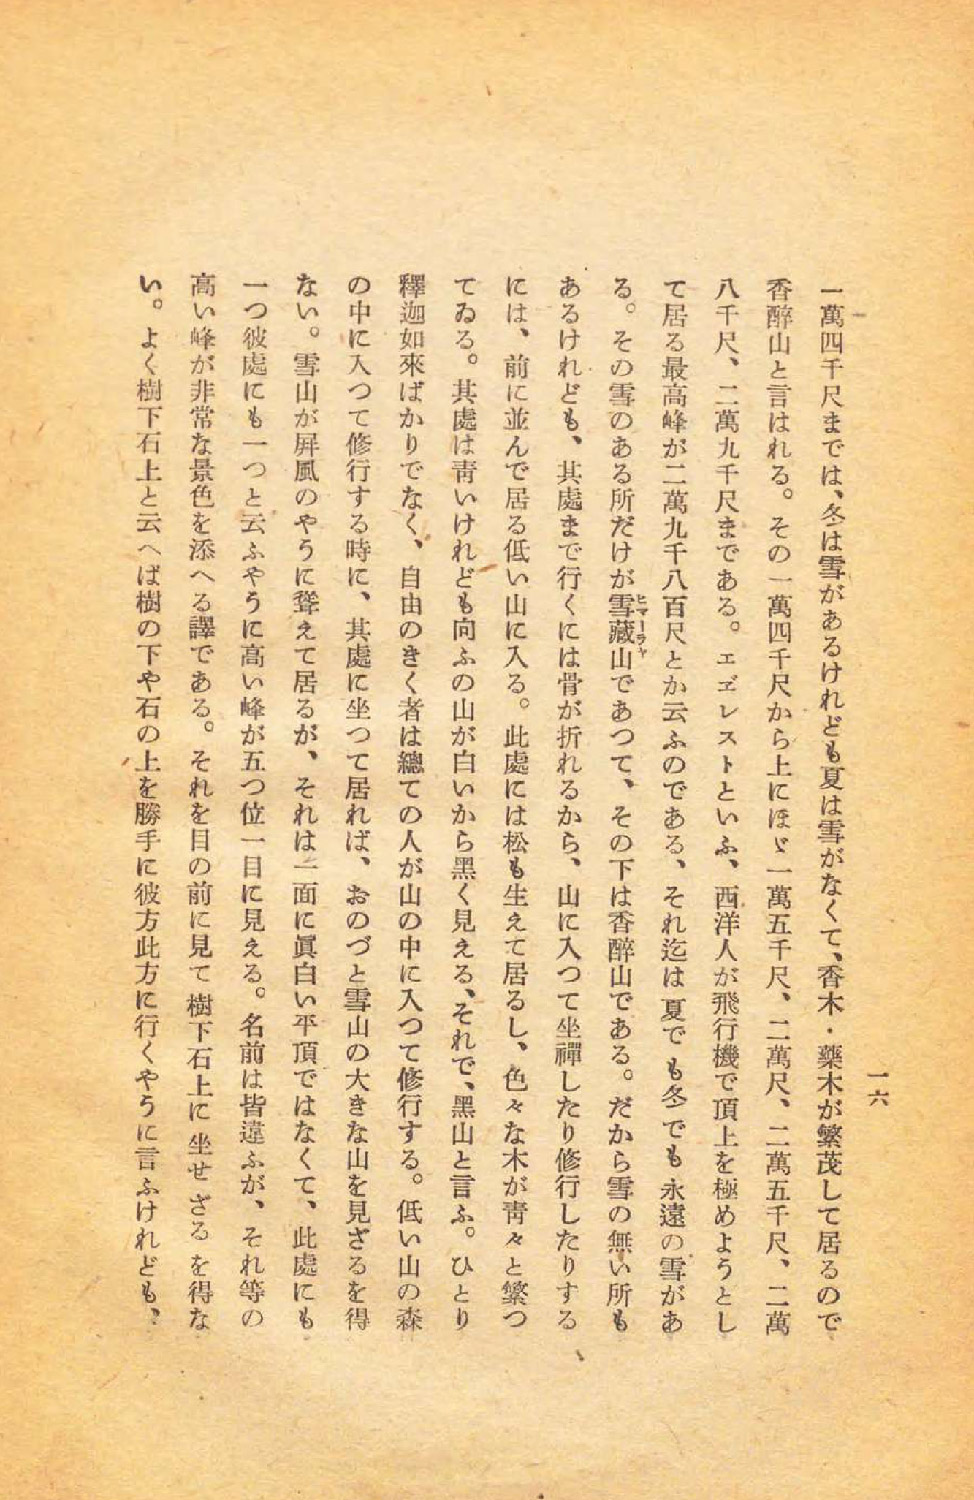 一六
一萬四千尺までは、冬は雪があるけれども夏は雪がなくて、香木・藥木が繁茂して居るので
香醉山と言はれる。その一萬四千尺から上にほゞ一萬五千尺、二萬尺、二萬五千尺、二萬
八千尺、二萬九千尺まである。エヹレストといふ、西洋人が飛行機で頂上を極めようとし
て居る最高峰が二萬九千八百尺とか云ふのである、それ迄は夏でも冬でも永遠の雪があ
る。その雪のある所だけが雪藏山であつて、その下は香醉山である。だから雪の無い所も
ヒマーラヤ
あるけれども、其處まで行くには骨が折れるから、山に入つて坐禪したり修行したりする
には、前に並んで居る低い山に入る。此處には松も生えて居るし、色々な木が靑々と繁つ
てゐる。其處は靑いけれども向ふの山が白いから黑く見える、それで、黑山と言ふ。ひとり
釋迦如來ばかりでなく、自由のきく者は總ての人が山の中に入つて修行する。低い山の森
の中に入つて修行する時に、其處に坐つて居れば、おのづと雪山の大きな山を見ざるを得
ない。雪山が屛風のやうに聳えて居るが、それは一面に眞白い平頂ではなくて、此處にも
一つ彼處にも一つと云ふやうに高い峰が五つ位一目に見える。名前は皆違ふが、それ等の
高い峰が非常な景色を添へる譯である。それを目の前に見て樹下石上に坐せざるを得な
い。よく樹下石上と云へば樹の下や石の上を勝手に彼方此方に行くやうに言ふけれども、